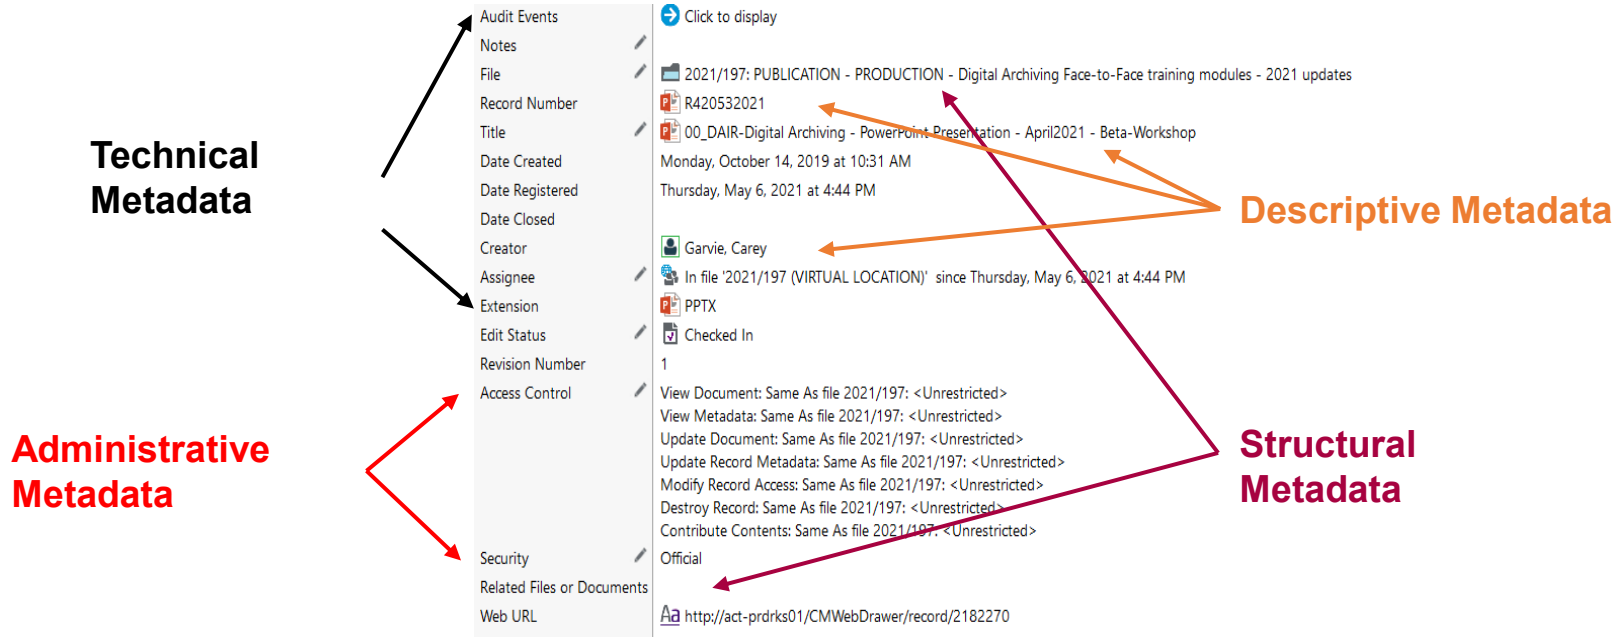 Audit Events Click to display
Notes
File 2021/197: PUBLICATION - PRODUCTION - Digital Archiving Face-to-Face training modules - 2021 updates
Record Number R420532021
Title 00_DAIR-Digital Archiving - PowerPoint Presentation - April2021 - Beta-Workshop
Date Created Monday, October 14, 2019 at 10:31 AM
Date Registered Thursday, May 6, 2021 at 4:44 PM
Date Closed
Creator Garvie, Carey
Assignee In file '2021/197 (VIRTUAL LOCATION)' since Thursday, May 6, 2021 at 4:44 PM
Extension PPTX
Edit Status Checked In
Revision Number 1
Access Control View Document: Same As file 2021/197: <Unrestricted>
View Metadata: Same As file 2021/197: <Unrestricted>
Update Document: Same As file 2021/197: <Unrestricted>
Update Record Metadata: Same As file 2021/197: <Unrestricted>
Modify Record Access: Same As file 2021/197: <Unrestricted>
Destroy Record: Same As file 2021/197: <Unrestricted>
Contribute Contents: Same As file 2021/197: <Unrestricted>
Security Official
Related Files or Documents
Web URL Aa http://act-prdrks01/CMWebDrawer/record/2182270
Technical
Metadata
Administrative
Metadata
Descriptive Metadata
Structural
Metadata